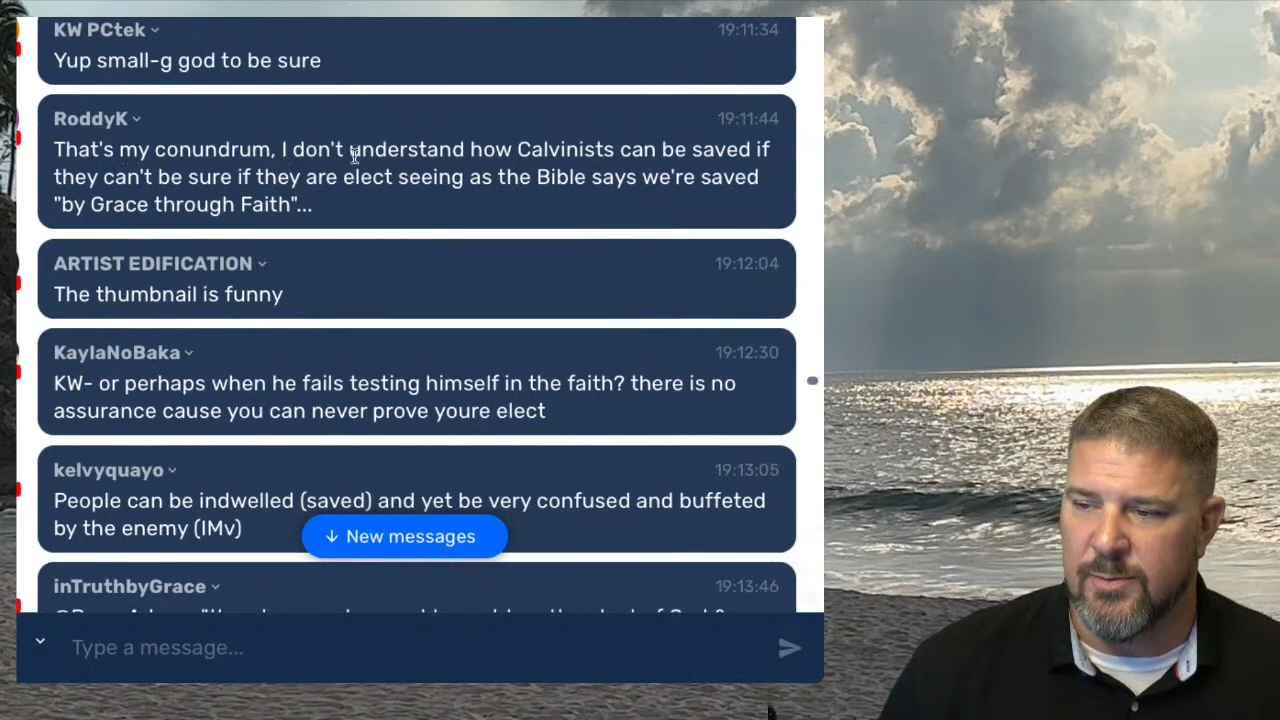 KW PCtek
19:11:34
Yup small-g god to be sure
RoddyK
19:11:44
That's my conundrum, I don't understand how Calvinists can be saved if
they can't be sure if they are elect seeing as the Bible says we're saved
"by Grace through Faith"...
ARTIST EDIFICATION
19:12:04
The thumbnail is funny
KaylaNoBaka
19:12:30
KW- or perhaps when he fails testing himself in the faith? there is no
assurance cause you can never prove youre elect
kelvyquayo
19:13:05
People can be indwelled (saved) and yet be very confused and buffeted
by the enemy (IMv)
↓ New messages
inTruthbyGrace
19:13:46
Type a message...